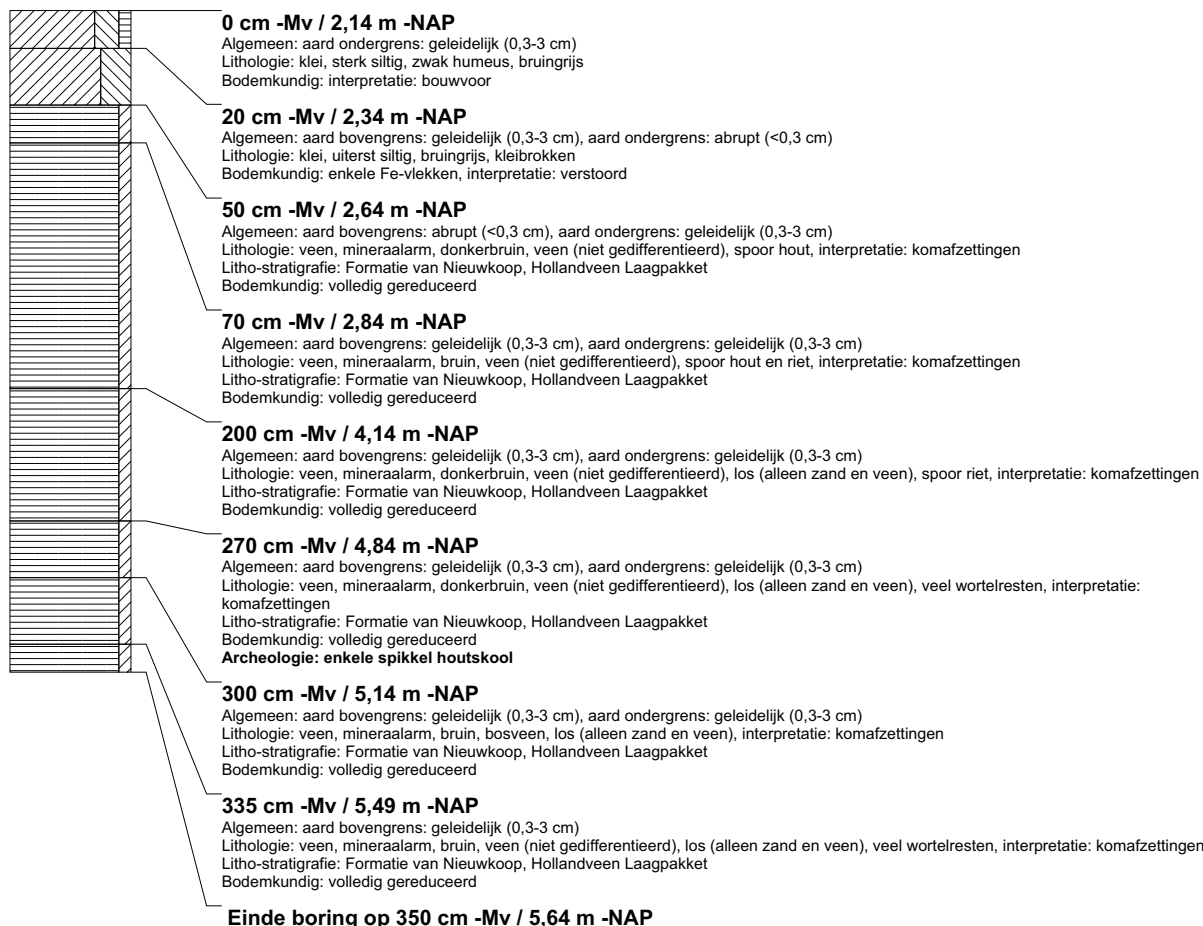 0 cm -Mv / 2,14 m -NAP
Algemeen: aard ondergrens: geleidelijk (0,3-3 cm)
Lithologie: klei, sterk siltig, zwak humeus, bruingrijs
Bodemkundig: interpretatie: bouwvoor
20 cm -Mv / 2,34 m -NAP
Algemeen: aard bovengrens: geleidelijk (0,3-3 cm), aard ondergrens: abrupt (<0,3 cm)
Lithologie: klei, uiterst siltig, bruingrijs, kleibrokken
Bodemkundig: enkele Fe-vlekken, interpretatie: verstoord
50 cm -Mv / 2,64 m -NAP
Algemeen: aard bovengrens: abrupt (<0,3 cm), aard ondergrens: geleidelijk (0,3-3 cm)
Lithologie: veen, mineraalarm, donkerbruin, veen (niet gedifferentieerd), spoor hout, interpretatie: komafzettingen
Litho-stratigrafie: Formatie van Nieuwkoop, Hollandveen Laagpakket
Bodemkundig: volledig gereduceerd
70 cm -Mv / 2,84 m -NAP
Algemeen: aard bovengrens: geleidelijk (0,3-3 cm), aard ondergrens: geleidelijk (0,3-3 cm)
Lithologie: veen, mineraalarm, bruin, veen (niet gedifferentieerd), spoor hout en riet, interpretatie: komafzettingen
Litho-stratigrafie: Formatie van Nieuwkoop, Hollandveen Laagpakket
Bodemkundig: volledig gereduceerd
200 cm -Mv / 4,14 m -NAP
Algemeen: aard bovengrens: geleidelijk (0,3-3 cm), aard ondergrens: geleidelijk (0,3-3 cm)
Lithologie: veen, mineraalarm, donkerbruin, veen (niet gedifferentieerd), los (alleen zand en veen), spoor riet, interpretatie: komafzettingen
Litho-stratigrafie: Formatie van Nieuwkoop, Hollandveen Laagpakket
Bodemkundig: volledig gereduceerd
270 cm -Mv / 4,84 m -NAP
Algemeen: aard bovengrens: geleidelijk (0,3-3 cm), aard ondergrens: geleidelijk (0,3-3 cm)
Lithologie: veen, mineraalarm, donkerbruin, veen (niet gedifferentieerd), los (alleen zand en veen), veel wortelresten, interpretatie:
komafzettingen
Litho-stratigrafie: Formatie van Nieuwkoop, Hollandveen Laagpakket
Bodemkundig: volledig gereduceerd
Archeologie: enkele spikkel houtskool
300 cm -Mv / 5,14 m -NAP
Algemeen: aard bovengrens: geleidelijk (0,3-3 cm), aard ondergrens: geleidelijk (0,3-3 cm)
Lithologie: veen, mineraalarm, bruin, bosveen, los (alleen zand en veen), interpretatie: komafzettingen
Litho-stratigrafie: Formatie van Nieuwkoop, Hollandveen Laagpakket
Bodemkundig: volledig gereduceerd
335 cm -Mv / 5,49 m -NAP
Algemeen: aard bovengrens: geleidelijk (0,3-3 cm)
Lithologie: veen, mineraalarm, bruin, veen (niet gedifferentieerd), los (alleen zand en veen), veel wortelresten, interpretatie: komafzettingen
Litho-stratigrafie: Formatie van Nieuwkoop, Hollandveen Laagpakket
Bodemkundig: volledig gereduceerd
Einde boring op 350 cm -Mv / 5,64 m -NAP